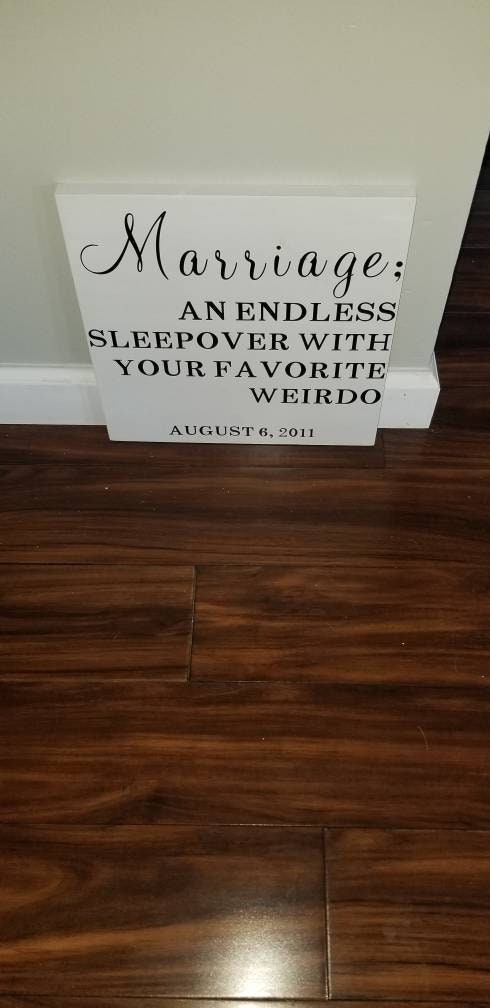 Marriage;
AN ENDLESS
SLEEPOVER WITH
YOUR FAVORITE
WEIRDO
AUGUST 6, 2011